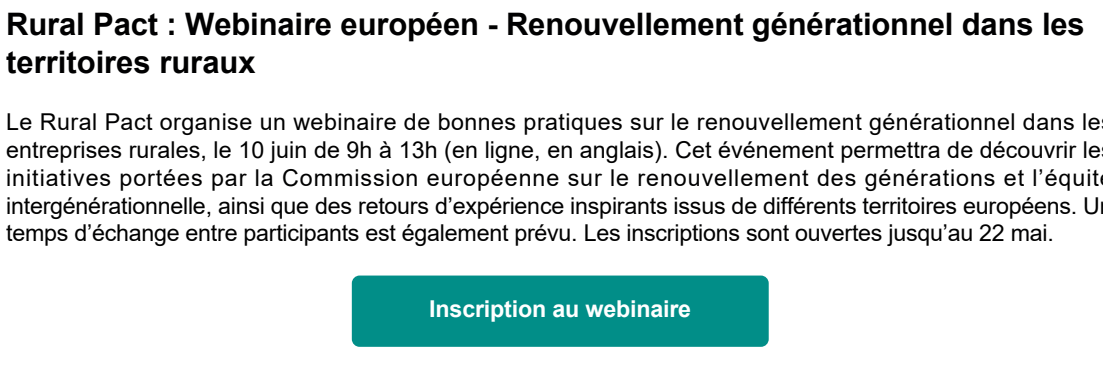 Rural Pact : Webinaire européen - Renouvellement générationnel dans les
territoires ruraux
Le Rural Pact organise un webinaire de bonnes pratiques sur le renouvellement générationnel dans les
entreprises rurales, le 10 juin de 9h à 13h (en ligne, en anglais). Cet événement permettra de découvrir les
initiatives portées par la Commission européenne sur le renouvellement des générations et l’équité
intergénérationnelle, ainsi que des retours d’expérience inspirants issus de différents territoires européens. Un
temps d’échange entre participants est également prévu. Les inscriptions sont ouvertes jusqu’au 22 mai.
Inscription au webinaire